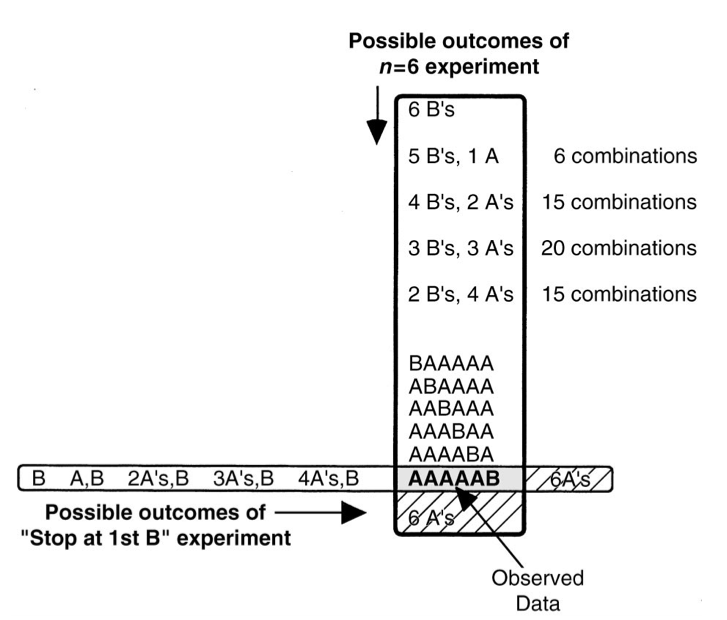 Possible outcomes of
n=6 experiment
6 B's
5 B's, 1 A 6 combinations
4 B's, 2 A's 15 combinations
3 B's, 3 A's 20 combinations
2 B's, 4 A's 15 combinations
BAAAAA
ABAAAA
AABAAA
AAABAA
AAAABA
B A,B 2A's,B 3A's,B 4A's,B AAAAAB 6A's
Possible outcomes of
"Stop at 1st B" experiment
6 A's
Observed
Data